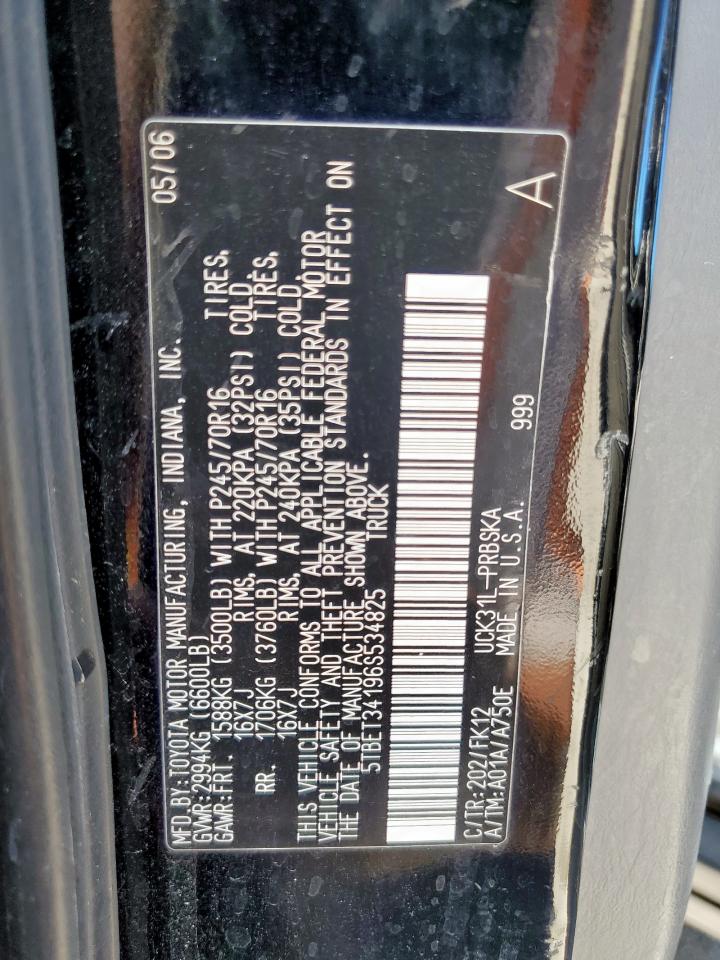 MFD.BY:TOYOTA MOTOR MANUFACTURING, INDIANA, INC. 05/06
GVWR:2994KG (6600LB)
GAWR:FRT. 1588KG (3500LB) WITH P245/70R16 TIRES,
16X7J RIMS, AT 220KPA (32PSI) COLD,
RR. 1706KG (3760LB) WITH P245/70R16 TIRES,
16X7J RIMS, AT 240KPA (35PSI) COLD.
THIS VEHICLE CONFORMS TO ALL APPLICABLE FEDERAL MOTOR
VEHICLE SAFETY AND THEFT PREVENTION STANDARDS IN EFFECT ON
THE DATE OF MANUFACTURE SHOWN ABOVE.
5TBET34196S534825 TRUCK
C/TR:202/FK12 UCK31L-PRBSKA 999 A
A/TM:A01A/A750E MADE IN U.S.A.